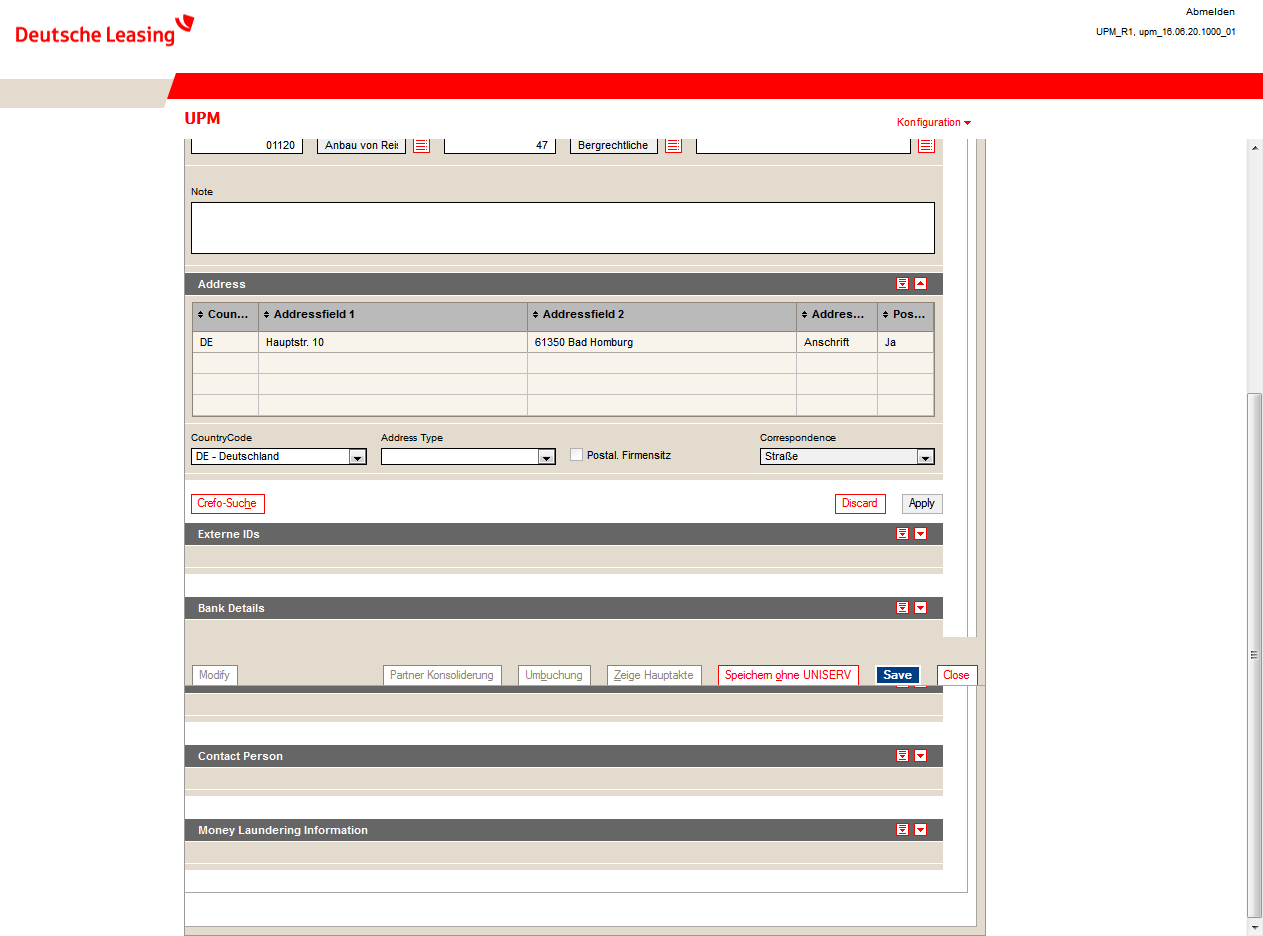 Deutsche Leasing
Abmelden
UPM_R1, upm_16.06.20.1000_01
UPM
Konfiguration
01120 Anbau von Reis 47 Bergrechtliche
Note
Address
Coun... Addressfield 1 Addressfield 2 Addres... Pos...
DE Hauptstr. 10 61350 Bad Homburg Anschrift Ja
CountryCode Address Type Correspondence
DE - Deutschland Postal. Firmensitz Straße
Crefo-Suche Discard Apply
Externe IDs
Bank Details
Modify Partner Konsoliderung Umbuchung Zeige Hauptakte Speichern ohne UNISERV Save Close
Contact Person
Money Laundering Information